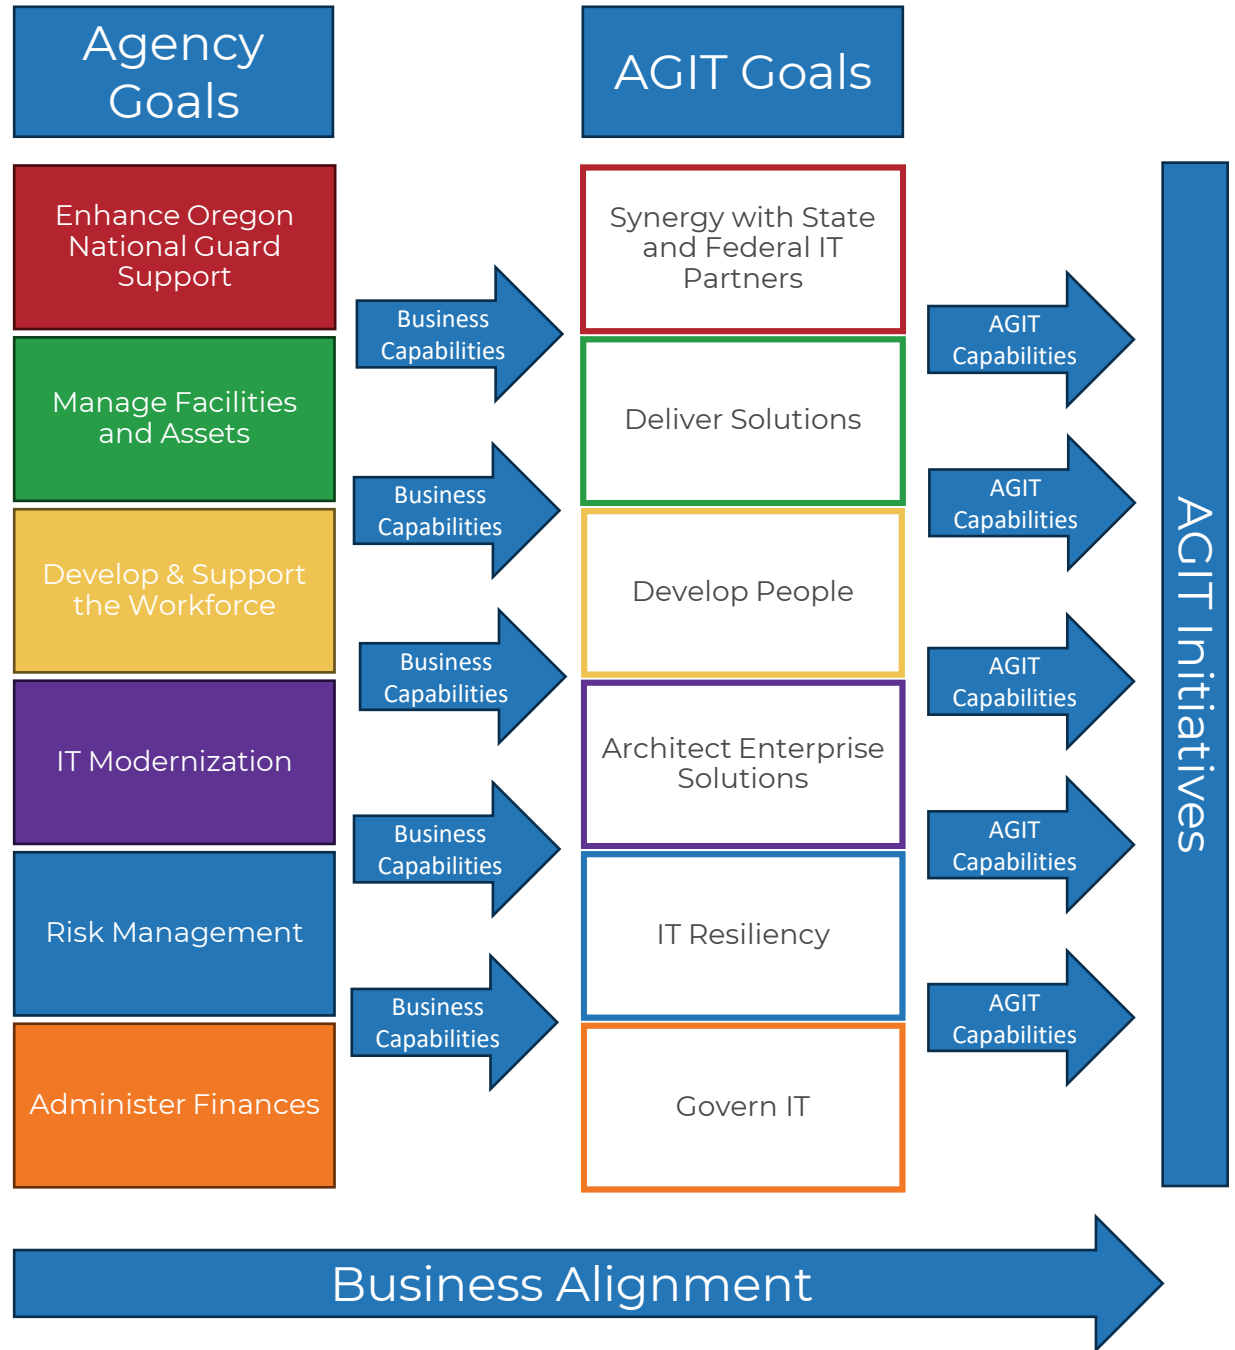 Agency
Goals
AGIT Goals
Enhance Oregon
National Guard
Support
Manage Facilities
and Assets
Develop & Support
the Workforce
IT Modernization
Risk Management
Administer Finances
Business
Capabilities
Business
Capabilities
Business
Capabilities
Business
Capabilities
Business
Capabilities
Synergy with State
and Federal IT
Partners
Deliver Solutions
Develop People
Architect Enterprise
Solutions
IT Resiliency
Govern IT
AGIT
Capabilities
AGIT
Capabilities
AGIT
Capabilities
AGIT
Capabilities
AGIT
Capabilities
AGIT Initiatives
Business Alignment